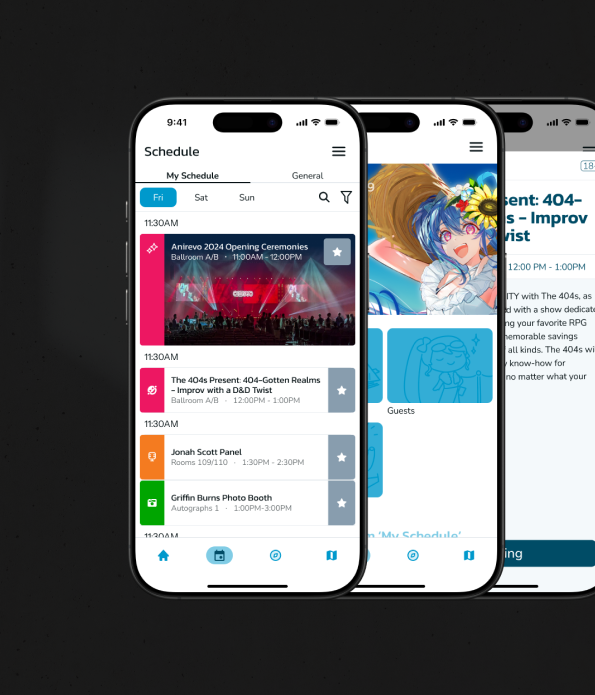 9:41
Schedule
My Schedule
General
Fri
Sat
Sun
11:30AM
Anirevo 2024 Opening Ceremonies
Ballroom A/B · 11:00AM - 12:00PM
11:30AM
The 404s Present: 404-Gotten Realms
- Improv with a D&D Twist
Ballroom A/B · 12:00PM - 1:00PM
11:30AM
Jonah Scott Panel
Rooms 109/110 · 1:30PM - 2:30PM
Griffin Burns Photo Booth
Autographs 1 · 1:00PM-3:00PM
11:30AM
g
Guests
'My Schedule'
18
sent: 404-
s - Improv
wist
12:00 PM - 1:00PM
ITY with The 404s, as
d with a show dedicate
ng your favorite RPG
memorable savings
all kinds. The 404s wi
know-how for
no matter what your
ing